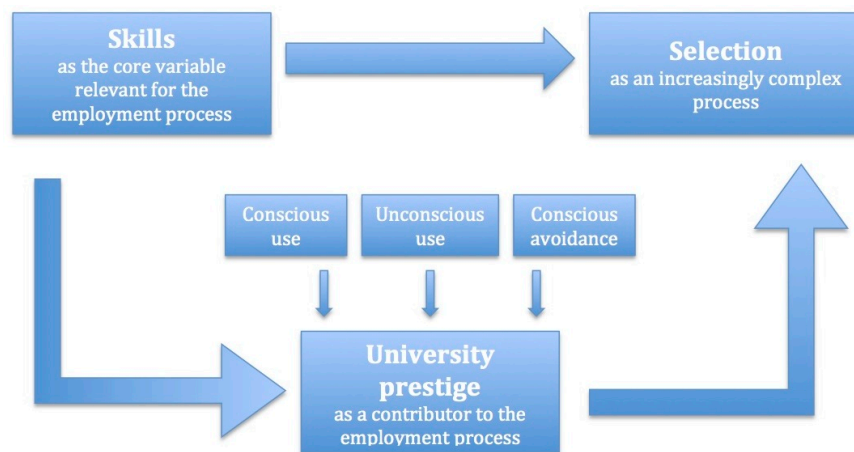 Skills
as the core variable
relevant for the
employment process
Selection
as an increasingly complex
process
Conscious
use
Unconscious
use
Conscious
avoidance
University
prestige
as a contributor to the
employment process